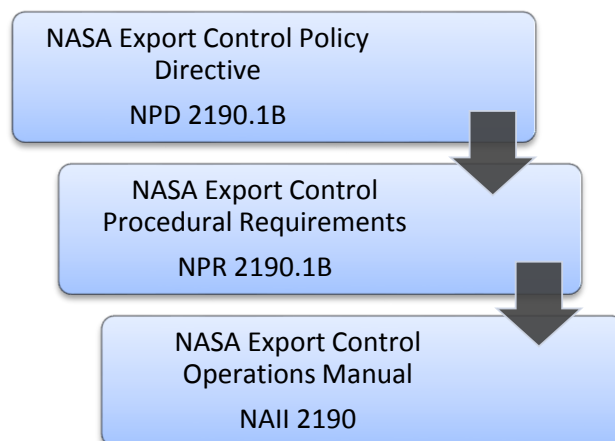 NASA Export Control Policy
Directive
NPD 2190.1B
NASA Export Control
Procedural Requirements
NPR 2190.1B
NASA Export Control
Operations Manual
NAII 2190